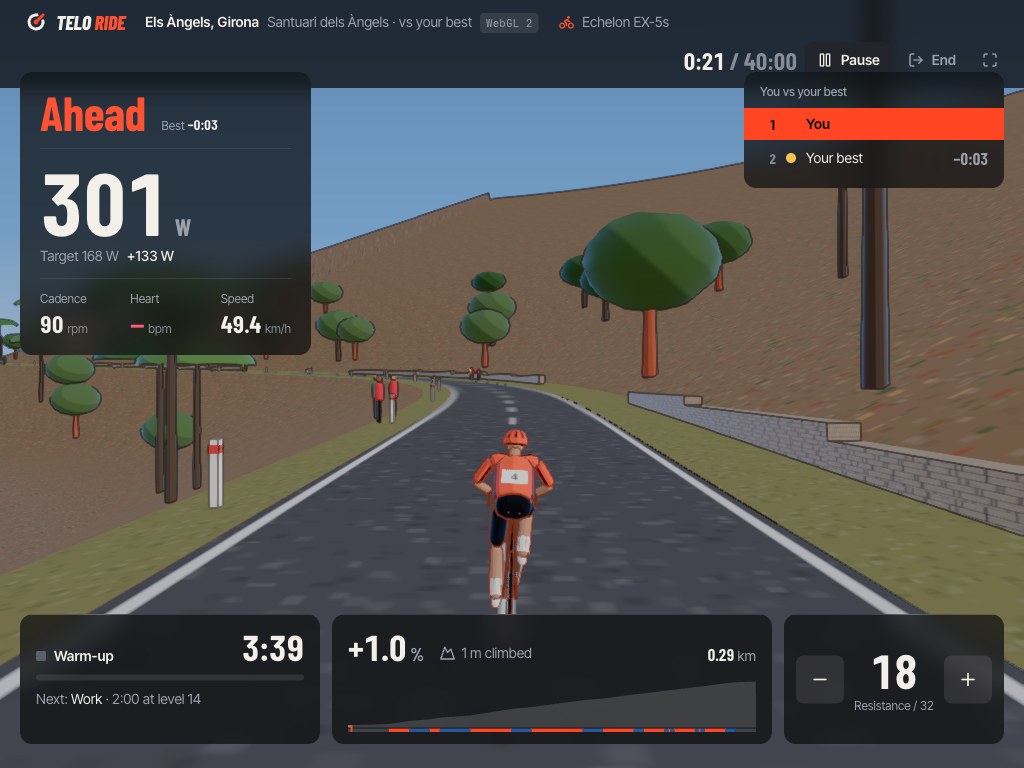 TELO RIDE Els Àngels, Girona Santuari dels Àngels · vs your best WebGL 2 Echelon EX-5s
0:21 / 40:00 Pause End
Ahead Best −0:03
301 W
Target 168 W +133 W
Cadence Heart Speed
90 rpm – bpm 49.4 km/h
You vs your best
1 You
2 Your best −0:03
4
Warm-up 3:39
Next: Work · 2:00 at level 14
+1.0 % 1 m climbed 0.29 km
− 18 +
Resistance / 32